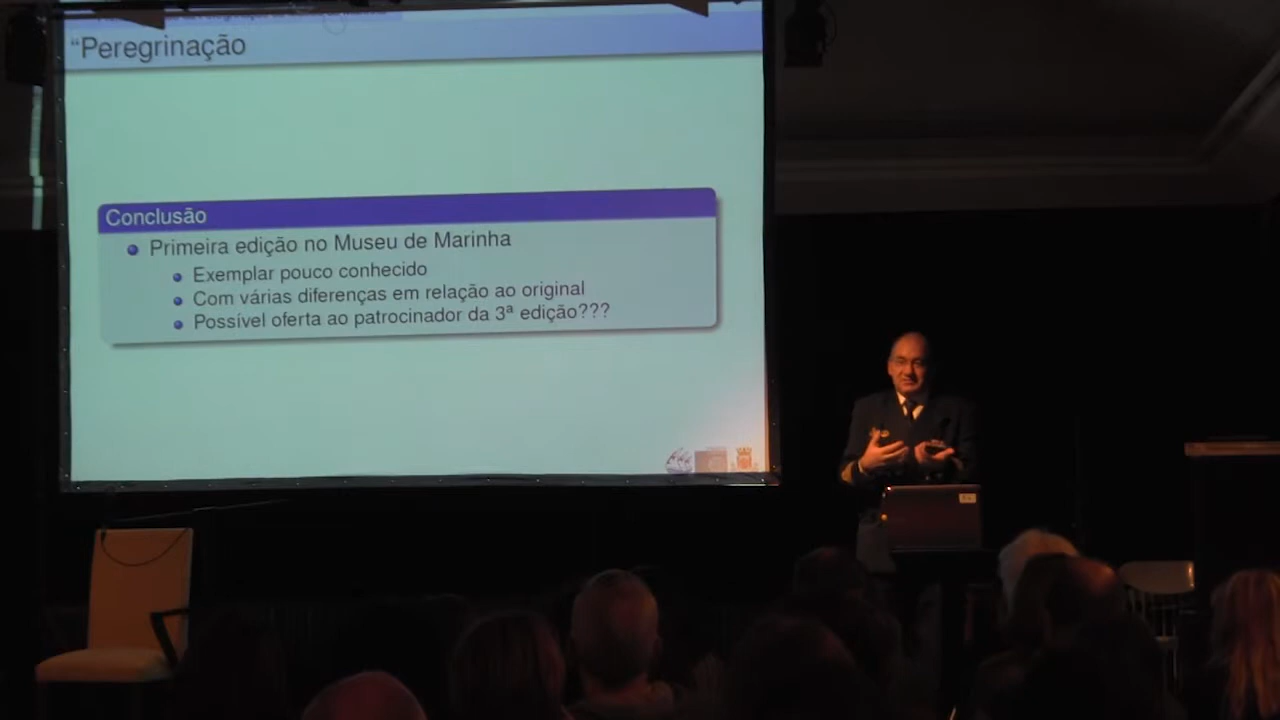 “Peregrinação
Conclusão
Primeira edição no Museu de Marinha
Exemplar pouco conhecido
Com várias diferenças em relação ao original
Possível oferta ao patrocinador da 3ª edição???